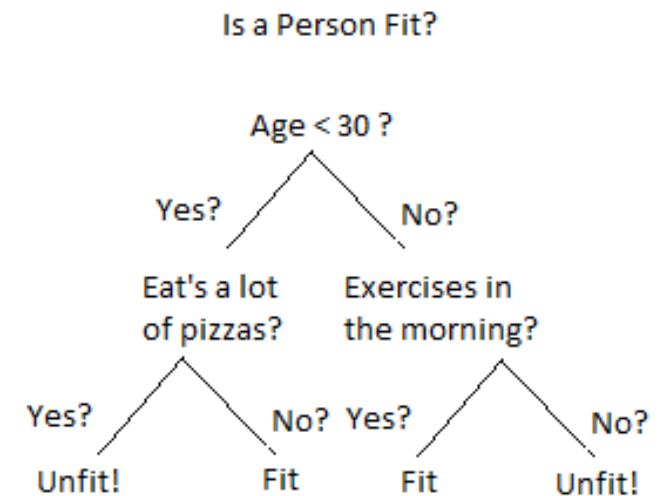 Is a Person Fit?
Age < 30 ?
Yes?
No?
Eat's a lot
of pizzas?
Exercises in
the morning?
Yes?
No?
Yes?
No?
Unfit!
Fit
Fit
Unfit!